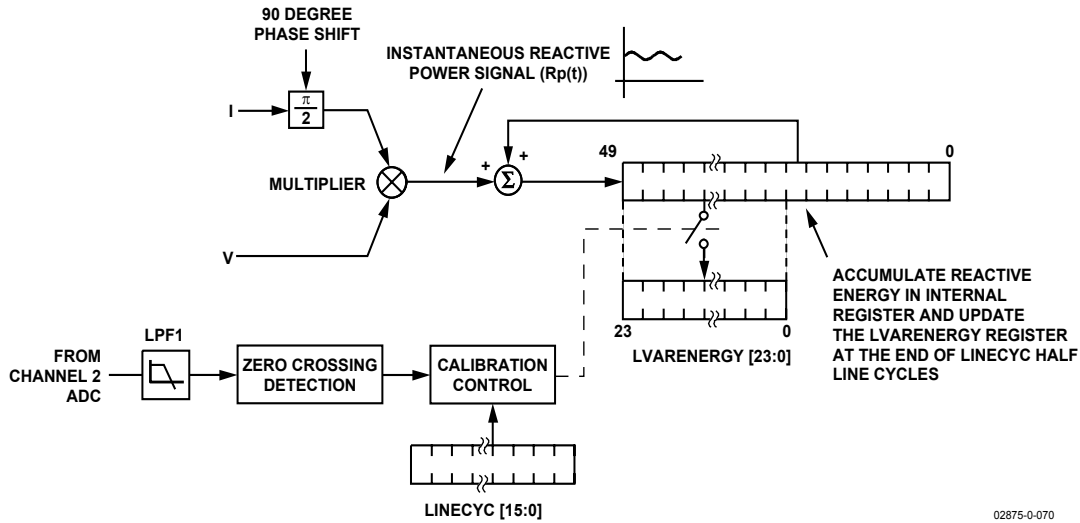 90 DEGREE
PHASE SHIFT
INSTANTANEOUS REACTIVE
POWER SIGNAL (Rp(t))
I
π
2
+
+
49
0
MULTIPLIER
Σ
V
ACCUMULATE REACTIVE
ENERGY IN INTERNAL
REGISTER AND UPDATE
THE LVARENERGY REGISTER
AT THE END OF LINECYC HALF
LINE CYCLES
23
0
LVARENERGY [23:0]
LPF1
FROM
CHANNEL 2
ADC
ZERO CROSSING
DETECTION
CALIBRATION
CONTROL
LINECYC [15:0]
02875-0-070